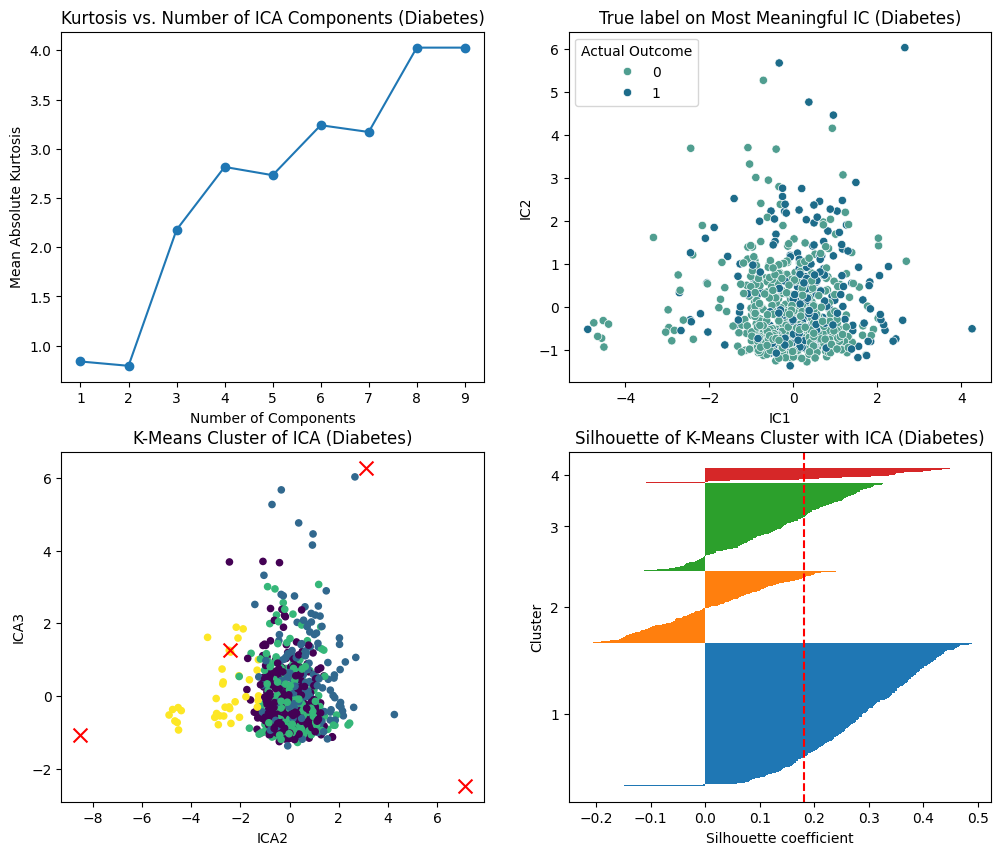 Kurtosis vs. Number of ICA Components (Diabetes)
4.0
3.5
3.0
2.5
2.0
1.5
1.0
Mean Absolute Kurtosis
1 2 3 4 5 6 7 8 9
Number of Components
True label on Most Meaningful IC (Diabetes)
Actual Outcome
0
1
6
5
4
3
2
1
0
−1
IC2
−4 −2 0 2 4
IC1
K-Means Cluster of ICA (Diabetes)
6
4
2
0
−2
ICA3
−8 −6 −4 −2 0 2 4 6
ICA2
Silhouette of K-Means Cluster with ICA (Diabetes)
4
3
2
1
Cluster
−0.2 −0.1 0.0 0.1 0.2 0.3 0.4 0.5
Silhouette coefficient